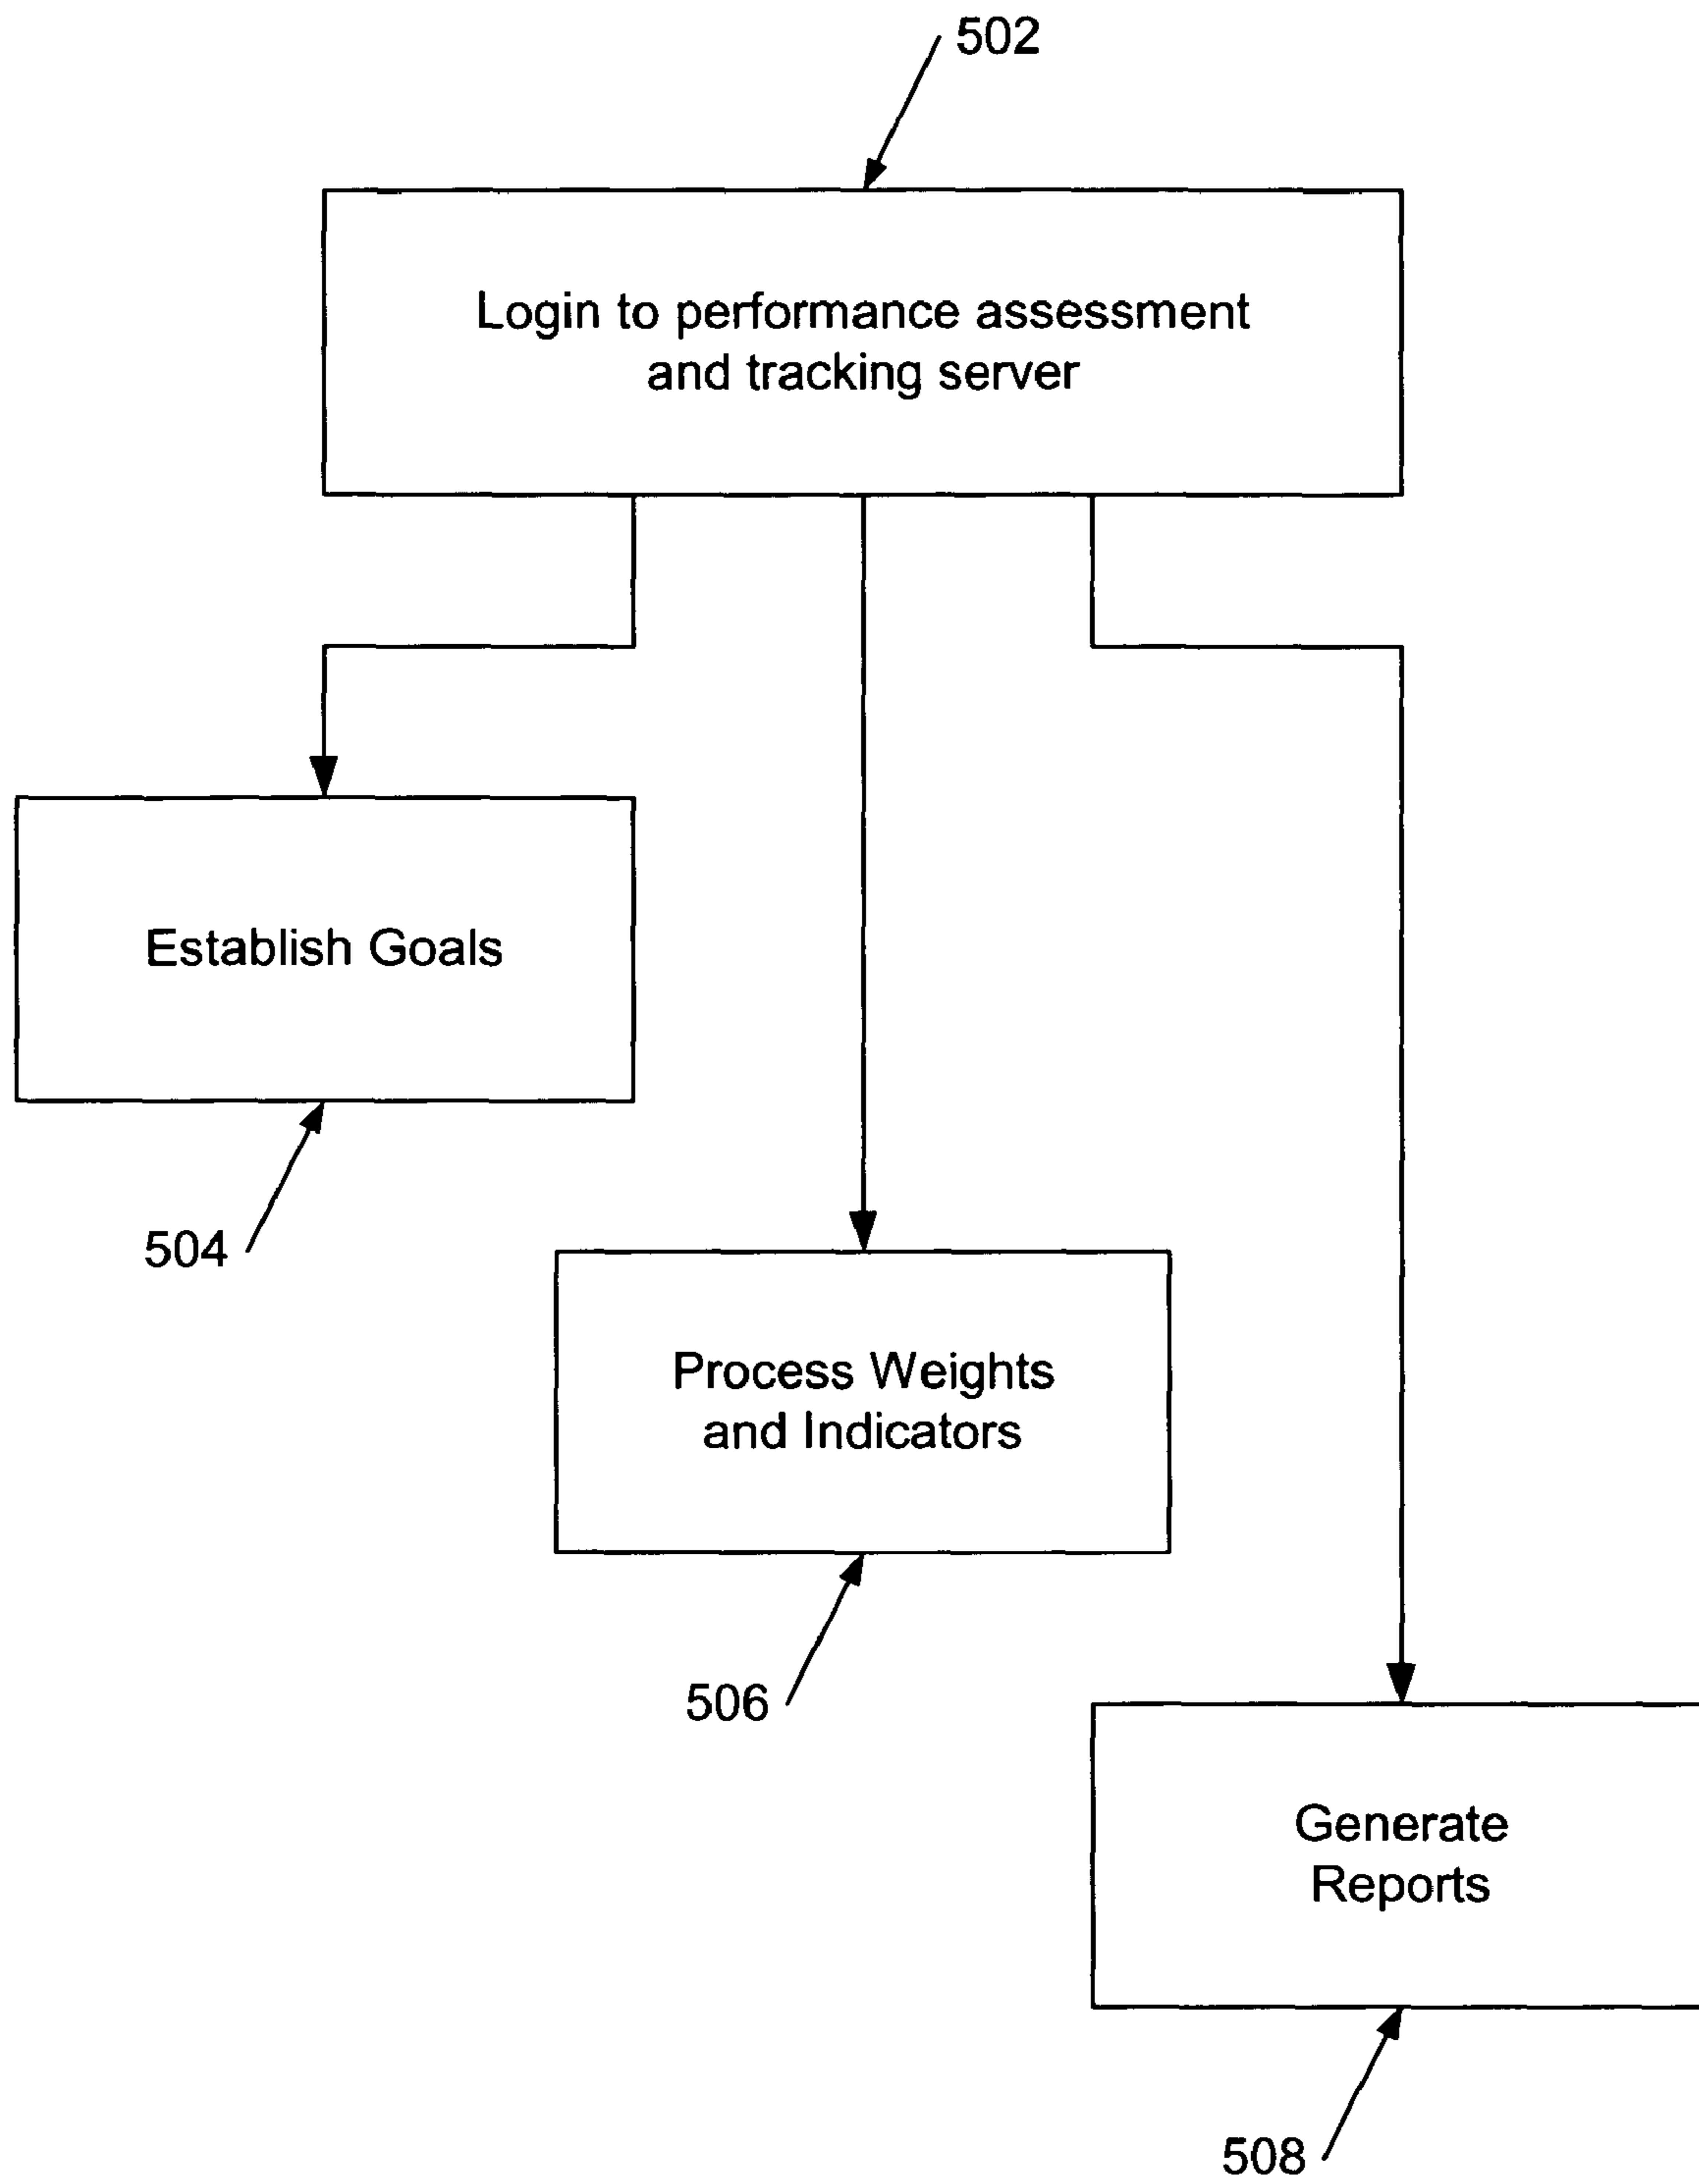 502
Login to performance assessment
and tracking server
Establish Goals
504
Process Weights
and Indicators
506
Generate
Reports
508